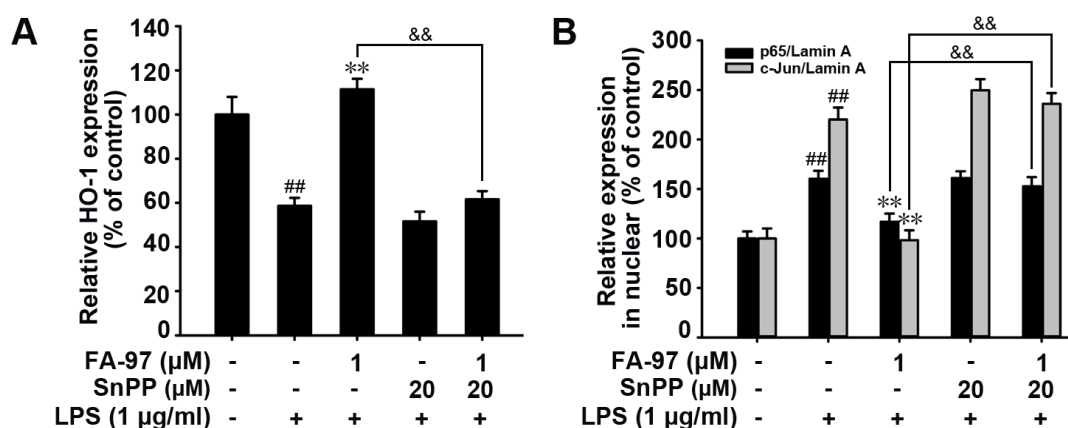 A
Relative HO-1 expression
(% of control)
140
120
100
80
60
40
20
0
##
**
&&
FA-97 (µM) - - 1 - 1
SnPP (µM) - - - 20 20
LPS (1 µg/ml) - + + + +
B
Relative expression
in nuclear (% of control)
300
250
200
150
100
50
0
p65/Lamin A
c-Jun/Lamin A
&&
&&
##
##
**
**
FA-97 (µM) - - 1 - 1
SnPP (µM) - - - 20 20
LPS (1 µg/ml) - + + + +